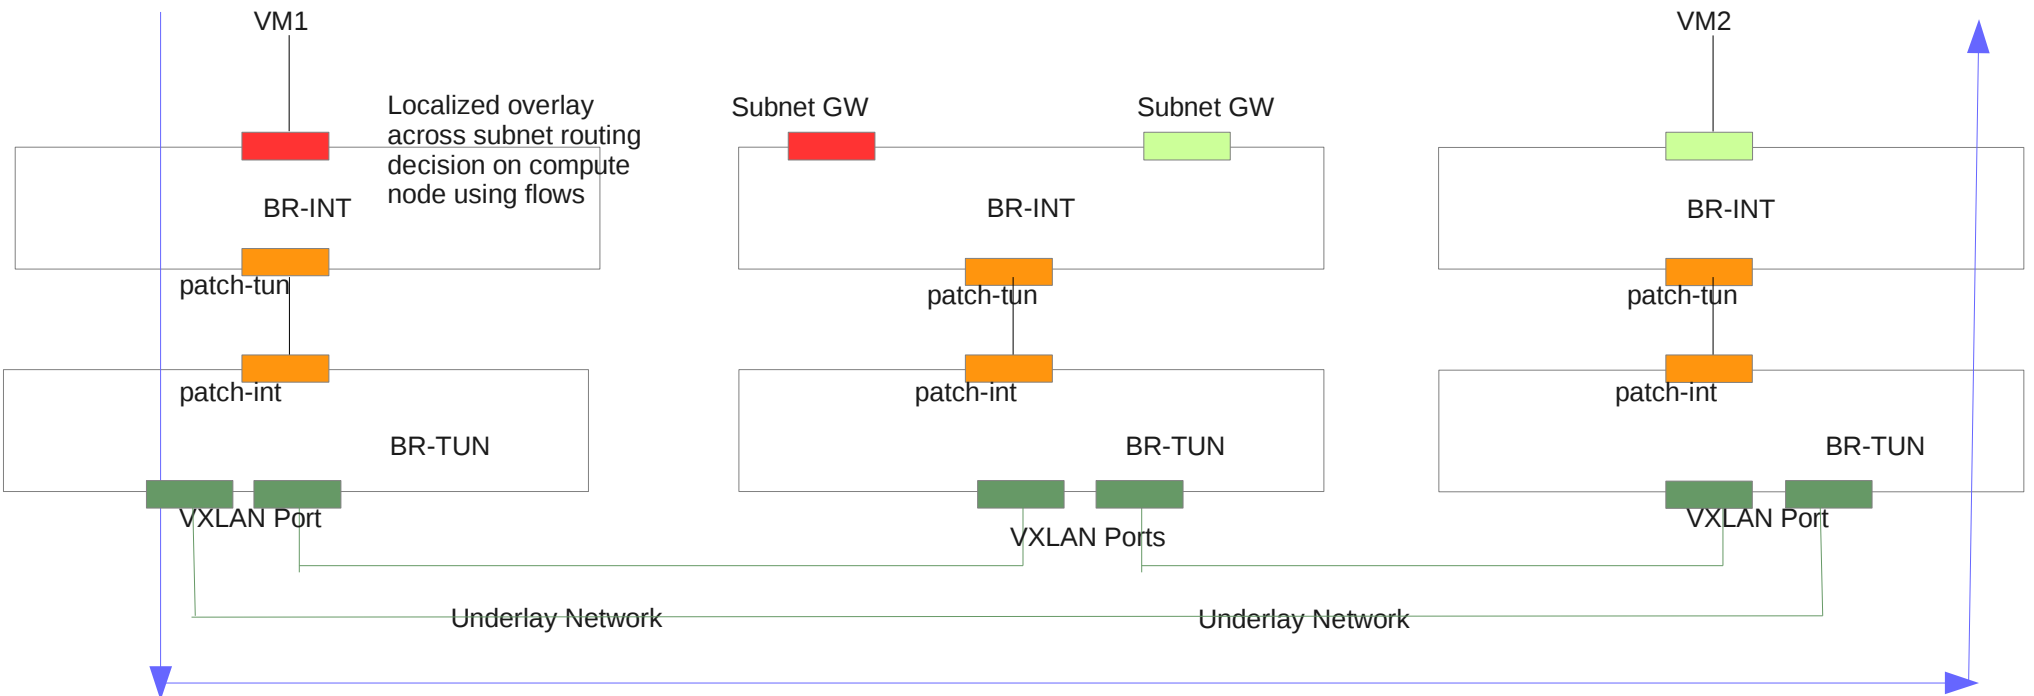 VM1
VM2
Localized overlay
across subnet routing
decision on compute
node using flows
Subnet GW
Subnet GW
BR-INT
BR-INT
BR-INT
patch-tun
patch-tun
patch-tun
patch-int
patch-int
patch-int
BR-TUN
BR-TUN
BR-TUN
VXLAN Port
VXLAN Ports
VXLAN Port
Underlay Network
Underlay Network